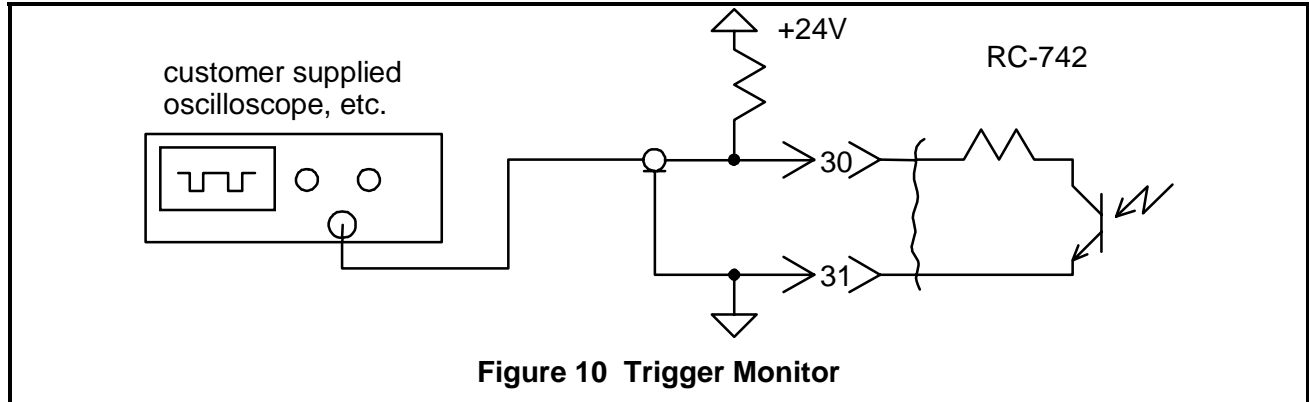 +24V
RC-742
customer supplied
oscilloscope, etc.
30
31
Figure 10 Trigger Monitor